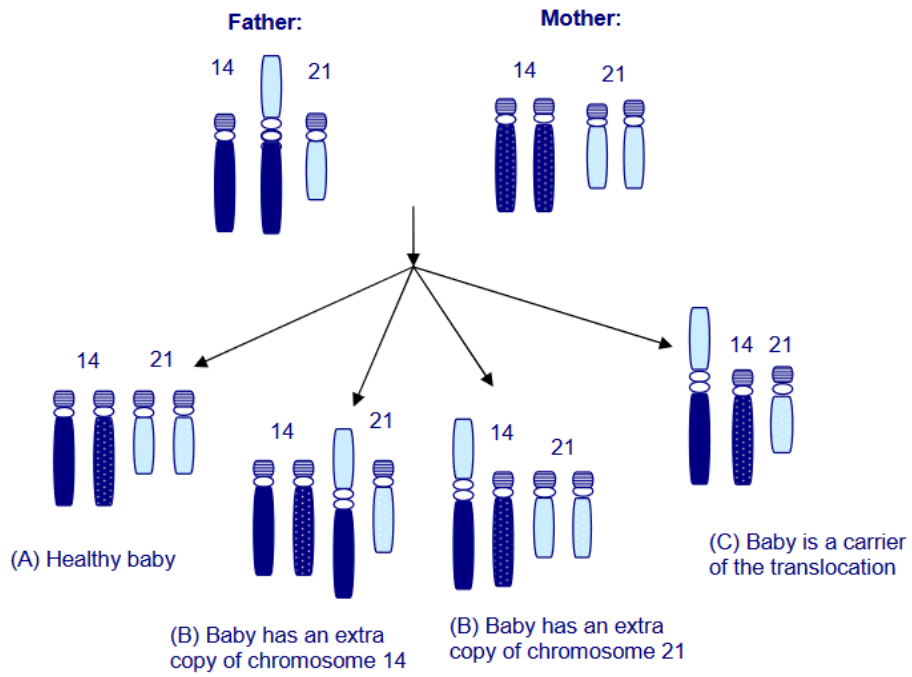 Father:
Mother:
14
21
14
21
14
21
14
21
14
21
14
21
(A) Healthy baby
(B) Baby has an extra
copy of chromosome 14
(B) Baby has an extra
copy of chromosome 21
(C) Baby is a carrier
of the translocation